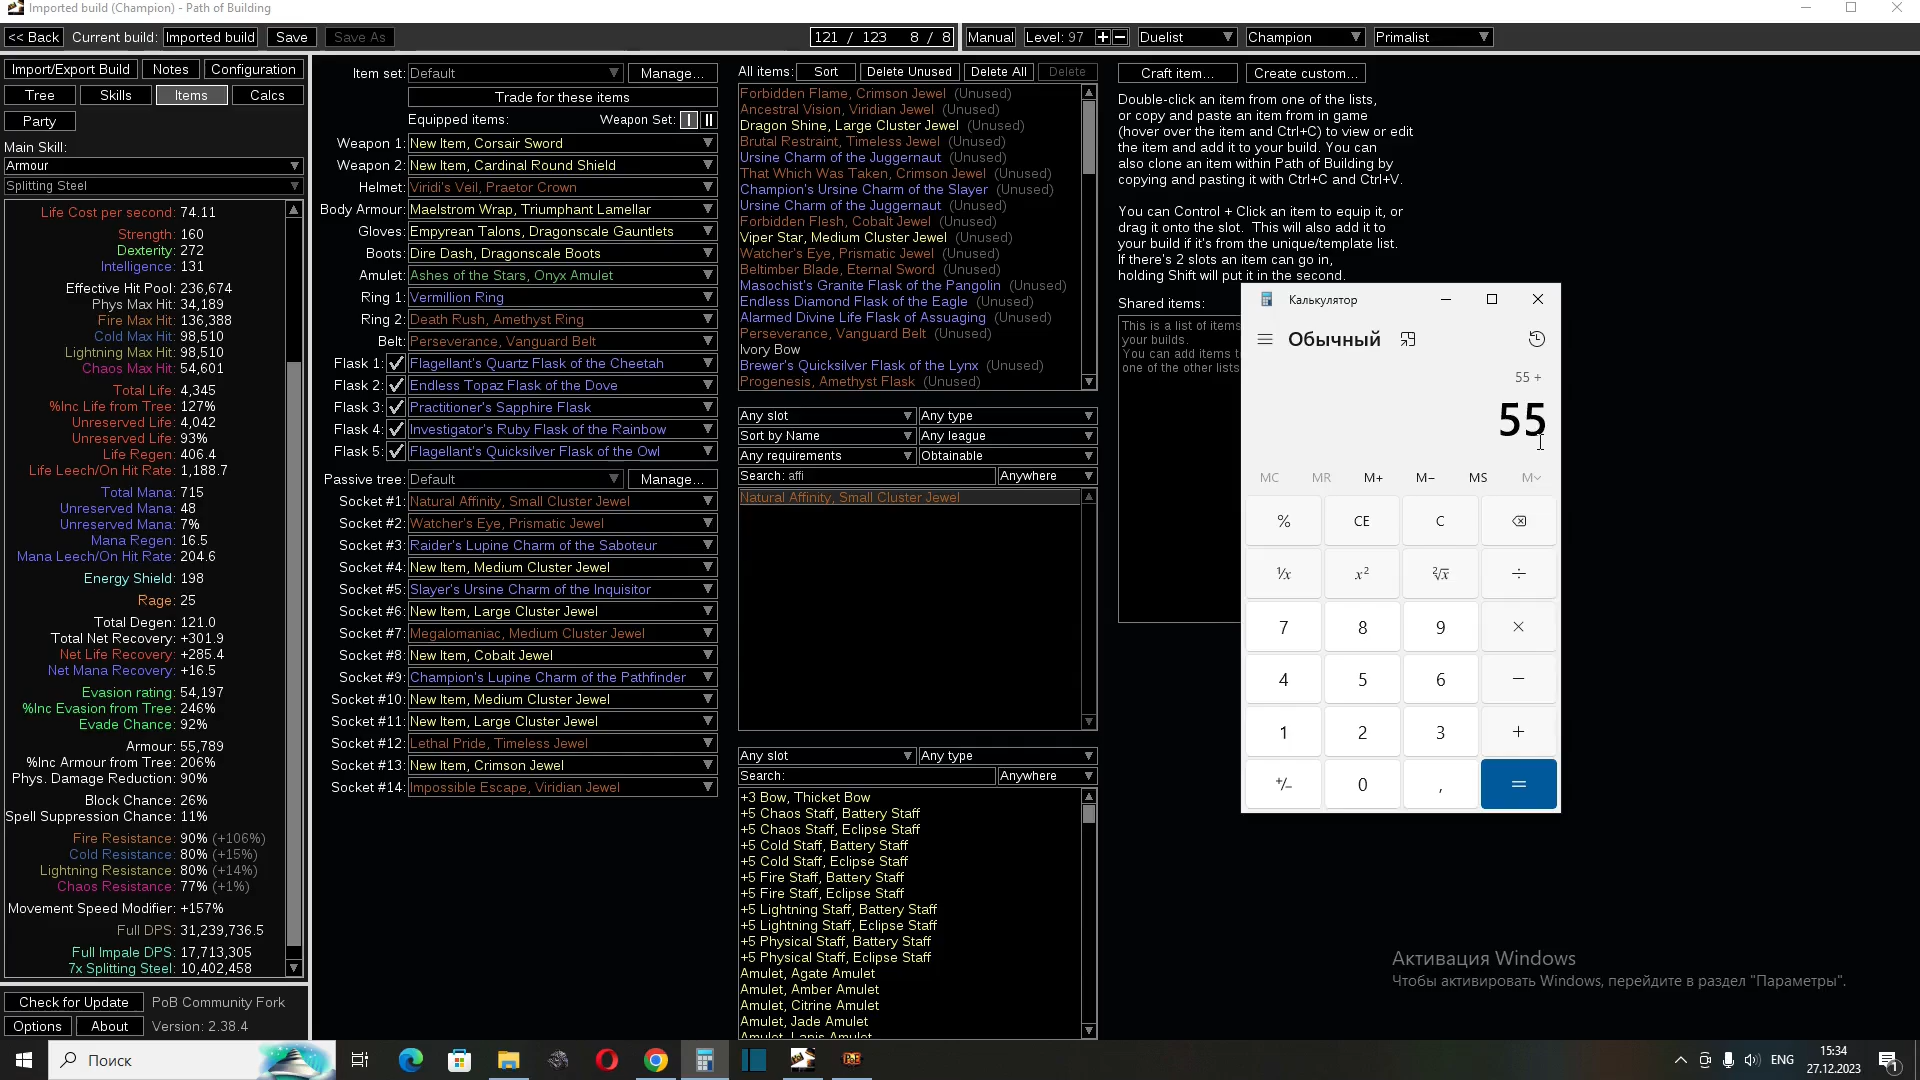 Imported build (Champion) - Path of Building
<< Back
Current build:
Imported build
Save
Save As
121 / 123 8 / 8
Manual
Level: 97
Duelist
Champion
Primalist
Import/Export Build
Notes
Configuration
Tree
Skills
Items
Calcs
Party
Main Skill:
Armour
Splitting Steel
Life Cost per second: 74.11
Strength: 160
Dexterity: 272
Intelligence: 131
Effective Hit Pool: 236,674
Phys Max Hit: 34,189
Fire Max Hit: 136,388
Cold Max Hit: 98,510
Lightning Max Hit: 98,510
Chaos Max Hit: 54,601
Total Life: 4,345
%Inc Life from Tree: 127%
Unreserved Life: 4,042
Unreserved Life: 93%
Life Regen: 406.4
Life Leech/On Hit Rate: 1,188.7
Total Mana: 715
Unreserved Mana: 48
Unreserved Mana: 7%
Mana Regen: 16.5
Mana Leech/On Hit Rate: 204.6
Energy Shield: 198
Rage: 25
Total Degen: 121.0
Total Net Recovery: +301.9
Net Life Recovery: +285.4
Net Mana Recovery: +16.5
Evasion rating: 54,197
%Inc Evasion from Tree: 246%
Evade Chance: 92%
Armour: 55,789
%Inc Armour from Tree: 206%
Phys. Damage Reduction: 90%
Block Chance: 26%
Spell Suppression Chance: 11%
Fire Resistance: 90% (+106%)
Cold Resistance: 80% (+15%)
Lightning Resistance: 80% (+14%)
Chaos Resistance: 77% (+1%)
Movement Speed Modifier: +157%
Full DPS: 31,239,736.5
Full Impale DPS: 17,713,305
7x Splitting Steel: 10,402,458
Check for Update
PoB Community Fork
Options
About
Version: 2.38.4
Item set: Default
Manage...
Trade for these items
Equipped items:
Weapon Set: I II
Weapon 1: New Item, Corsair Sword
Weapon 2: New Item, Cardinal Round Shield
Helmet: Viridi's Veil, Praetor Crown
Body Armour: Maelstrom Wrap, Triumphant Lamellar
Gloves: Empyrean Talons, Dragonscale Gauntlets
Boots: Dire Dash, Dragonscale Boots
Amulet: Ashes of the Stars, Onyx Amulet
Ring 1: Vermillion Ring
Ring 2: Death Rush, Amethyst Ring
Belt: Perseverance, Vanguard Belt
Flask 1: Flagellant's Quartz Flask of the Cheetah
Flask 2: Endless Topaz Flask of the Dove
Flask 3: Practitioner's Sapphire Flask
Flask 4: Investigator's Ruby Flask of the Rainbow
Flask 5: Flagellant's Quicksilver Flask of the Owl
Passive tree: Default
Manage...
Socket #1: Natural Affinity, Small Cluster Jewel
Socket #2: Watcher's Eye, Prismatic Jewel
Socket #3: Raider's Lupine Charm of the Saboteur
Socket #4: New Item, Medium Cluster Jewel
Socket #5: Slayer's Ursine Charm of the Inquisitor
Socket #6: New Item, Large Cluster Jewel
Socket #7: Megalomaniac, Medium Cluster Jewel
Socket #8: New Item, Cobalt Jewel
Socket #9: Champion's Lupine Charm of the Pathfinder
Socket #10: New Item, Medium Cluster Jewel
Socket #11: New Item, Large Cluster Jewel
Socket #12: Lethal Pride, Timeless Jewel
Socket #13: New Item, Crimson Jewel
Socket #14: Impossible Escape, Viridian Jewel
All items:
Sort
Delete Unused
Delete All
Delete
Forbidden Flame, Crimson Jewel (Unused)
Ancestral Vision, Viridian Jewel (Unused)
Dragon Shine, Large Cluster Jewel (Unused)
Brutal Restraint, Timeless Jewel (Unused)
Ursine Charm of the Juggernaut (Unused)
That Which Was Taken, Crimson Jewel (Unused)
Champion's Ursine Charm of the Slayer (Unused)
Ursine Charm of the Juggernaut (Unused)
Forbidden Flesh, Cobalt Jewel (Unused)
Viper Star, Medium Cluster Jewel (Unused)
Watcher's Eye, Prismatic Jewel (Unused)
Beltimber Blade, Eternal Sword (Unused)
Masochist's Granite Flask of the Pangolin (Unused)
Endless Diamond Flask of the Eagle (Unused)
Alarmed Divine Life Flask of Assuaging (Unused)
Perseverance, Vanguard Belt (Unused)
Ivory Bow
Brewer's Quicksilver Flask of the Lynx (Unused)
Progenesis, Amethyst Flask (Unused)
Any slot
Any type
Sort by Name
Any league
Any requirements
Obtainable
Search: affi
Anywhere
Natural Affinity, Small Cluster Jewel
Any slot
Any type
Search:
Anywhere
+3 Bow, Thicket Bow
+5 Chaos Staff, Battery Staff
+5 Chaos Staff, Eclipse Staff
+5 Cold Staff, Battery Staff
+5 Cold Staff, Eclipse Staff
+5 Fire Staff, Battery Staff
+5 Fire Staff, Eclipse Staff
+5 Lightning Staff, Battery Staff
+5 Lightning Staff, Eclipse Staff
+5 Physical Staff, Battery Staff
+5 Physical Staff, Eclipse Staff
Amulet, Agate Amulet
Amulet, Amber Amulet
Amulet, Citrine Amulet
Amulet, Jade Amulet
Amulet, Lapis Amulet
Craft item...
Create custom...
Double-click an item from one of the lists,
or copy and paste an item from in game
(hover over the item and Ctrl+C) to view or edit
the item and add it to your build. You can
also clone an item within Path of Building by
copying and pasting it with Ctrl+C and Ctrl+V.
You can Control + Click an item to equip it, or
drag it onto the slot. This will also add it to
your build if it's from the unique/template list.
If there's 2 slots an item can go in,
holding Shift will put it in the second.
Shared items:
This is a list of items
your builds.
You can add items t
one of the other lists
Калькулятор
Обычный
55 +
55
MC MR M+ M− MS M
% CE C
¹/x x² ²√x ÷
7 8 9 ×
4 5 6 −
1 2 3 +
+/− 0 , =
Активация Windows
Чтобы активировать Windows, перейдите в раздел "Параметры".
Поиск
ENG
15:34
27.12.2023
1